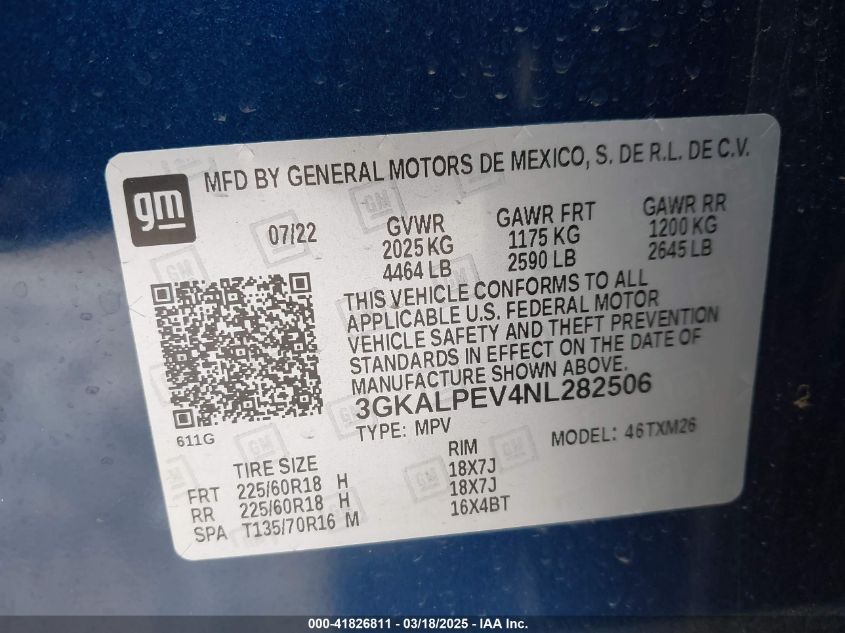 gm
MFD BY GENERAL MOTORS DE MEXICO, S. DE R.L. DE C.V.
07/22
GVWR
2025 KG
4464 LB
GAWR FRT
1175 KG
2590 LB
GAWR RR
1200 KG
2645 LB
THIS VEHICLE CONFORMS TO ALL
APPLICABLE U.S. FEDERAL MOTOR
VEHICLE SAFETY AND THEFT PREVENTION
STANDARDS IN EFFECT ON THE DATE OF
MANUFACTURE SHOWN ABOVE.
3GKALPEV4NL282506
TYPE: MPV MODEL: 46TXM26
611G
TIRE SIZE RIM
FRT 225/60R18 H 18X7J
RR 225/60R18 H 18X7J
SPA T135/70R16 M 16X4BT
000-41826811 - 03/18/2025 - IAA Inc.